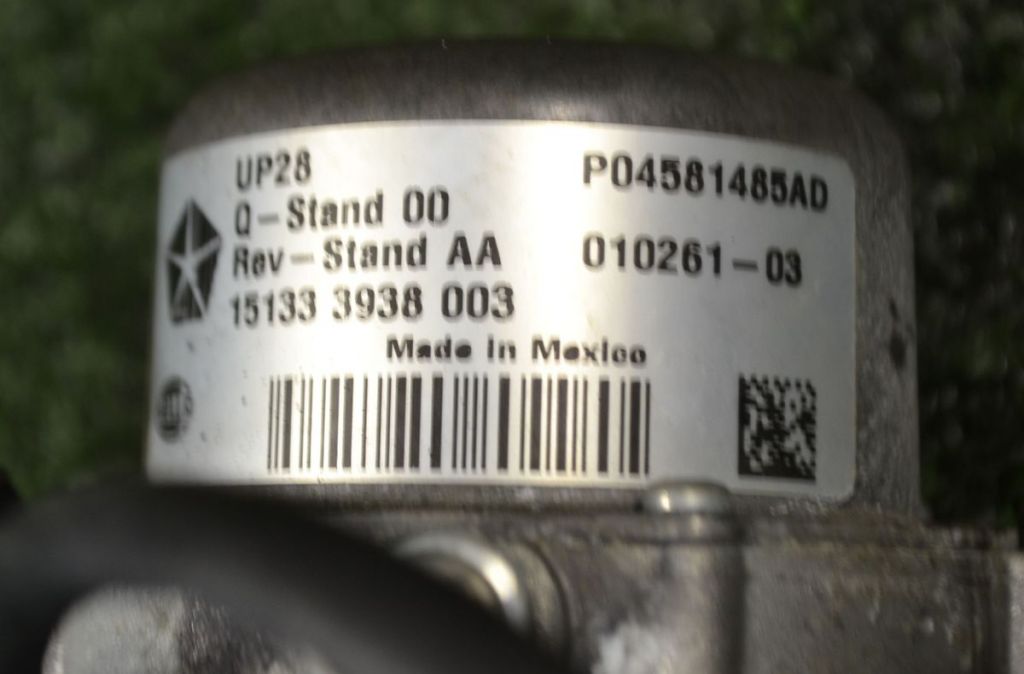 UP28
Q-Stand 00
Rev-Stand AA
15133 3938 003
P04581485AD
010261-03
Made in Mexico